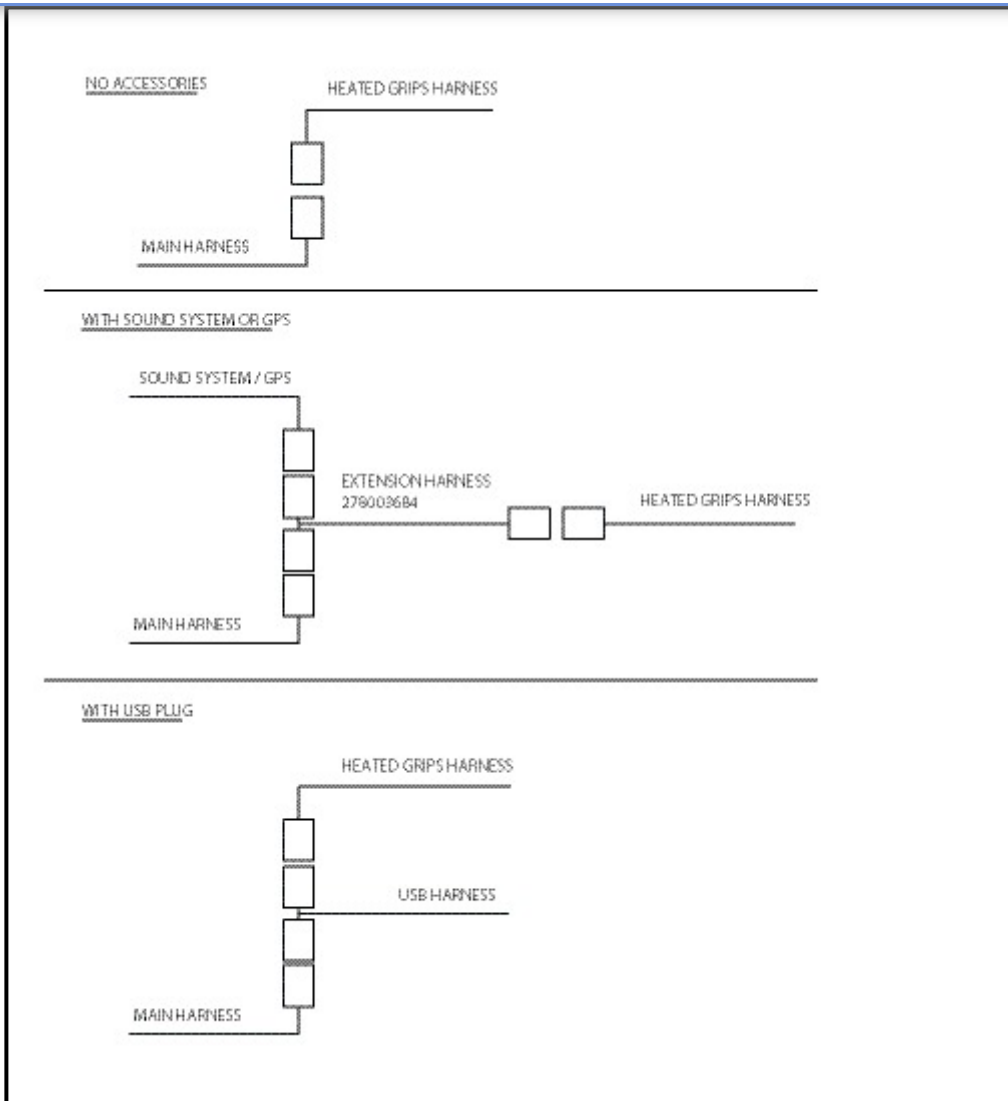 NO ACCESSORIES
HEATED GRIPS HARNESS
MAIN HARNESS
WITH SOUND SYSTEM OR GPS
SOUND SYSTEM / GPS
EXTENSION HARNESS
278003684
HEATED GRIPS HARNESS
MAIN HARNESS
WITH USB PLUG
HEATED GRIPS HARNESS
USB HARNESS
MAIN HARNESS